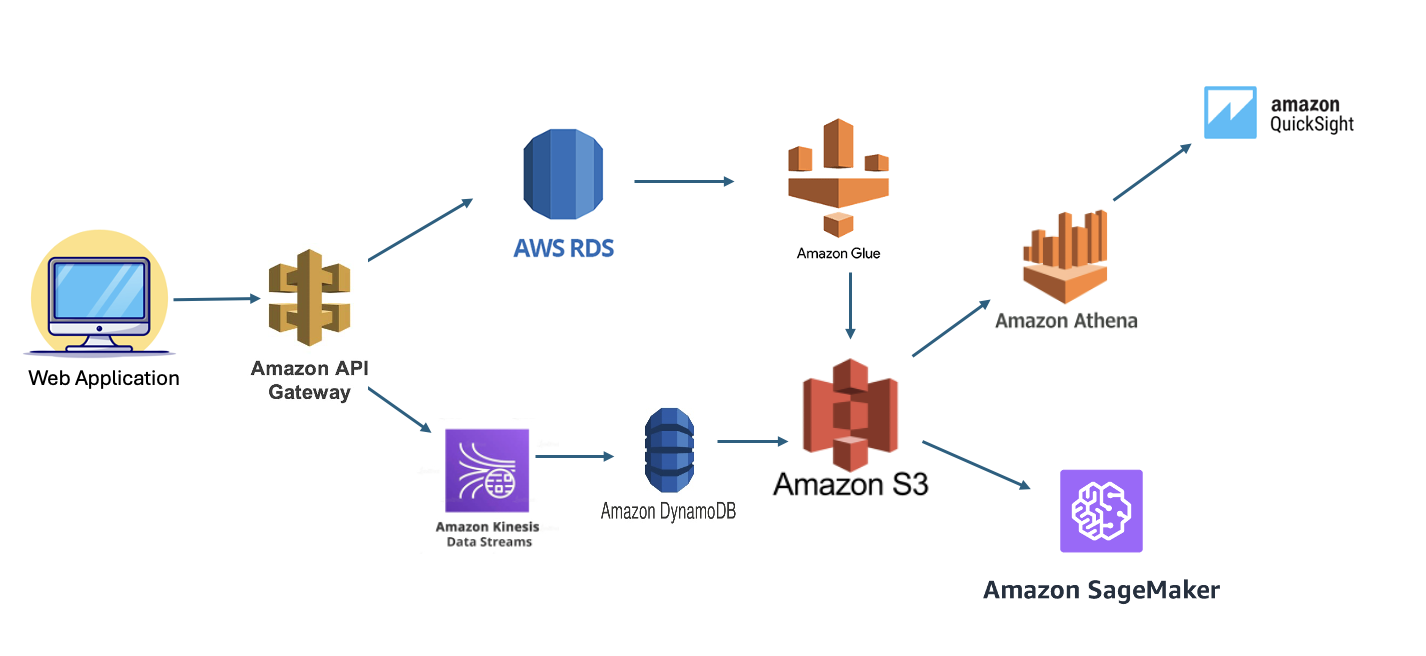 amazon
QuickSight
AWS RDS
Amazon Glue
Amazon Athena
Web Application
Amazon API
Gateway
Amazon S3
Amazon DynamoDB
Amazon Kinesis
Data Streams
Amazon SageMaker